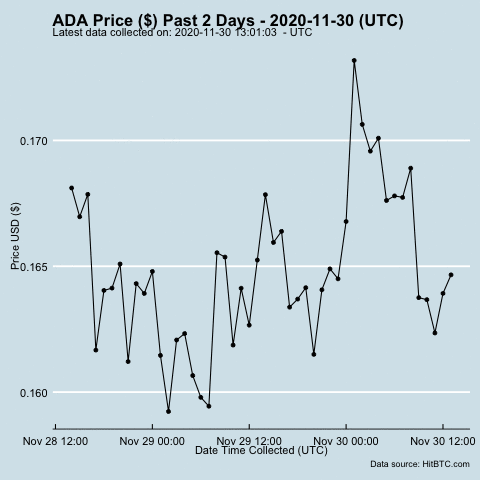 ADA Price ($) Past 2 Days - 2020-11-30 (UTC)
Latest data collected on: 2020-11-30 13:01:03  - UTC
0.170
0.165
0.160
Price USD ($)
Nov 28 12:00 Nov 29 00:00 Nov 29 12:00 Nov 30 00:00 Nov 30 12:00
Date Time Collected (UTC)
Data source: HitBTC.com